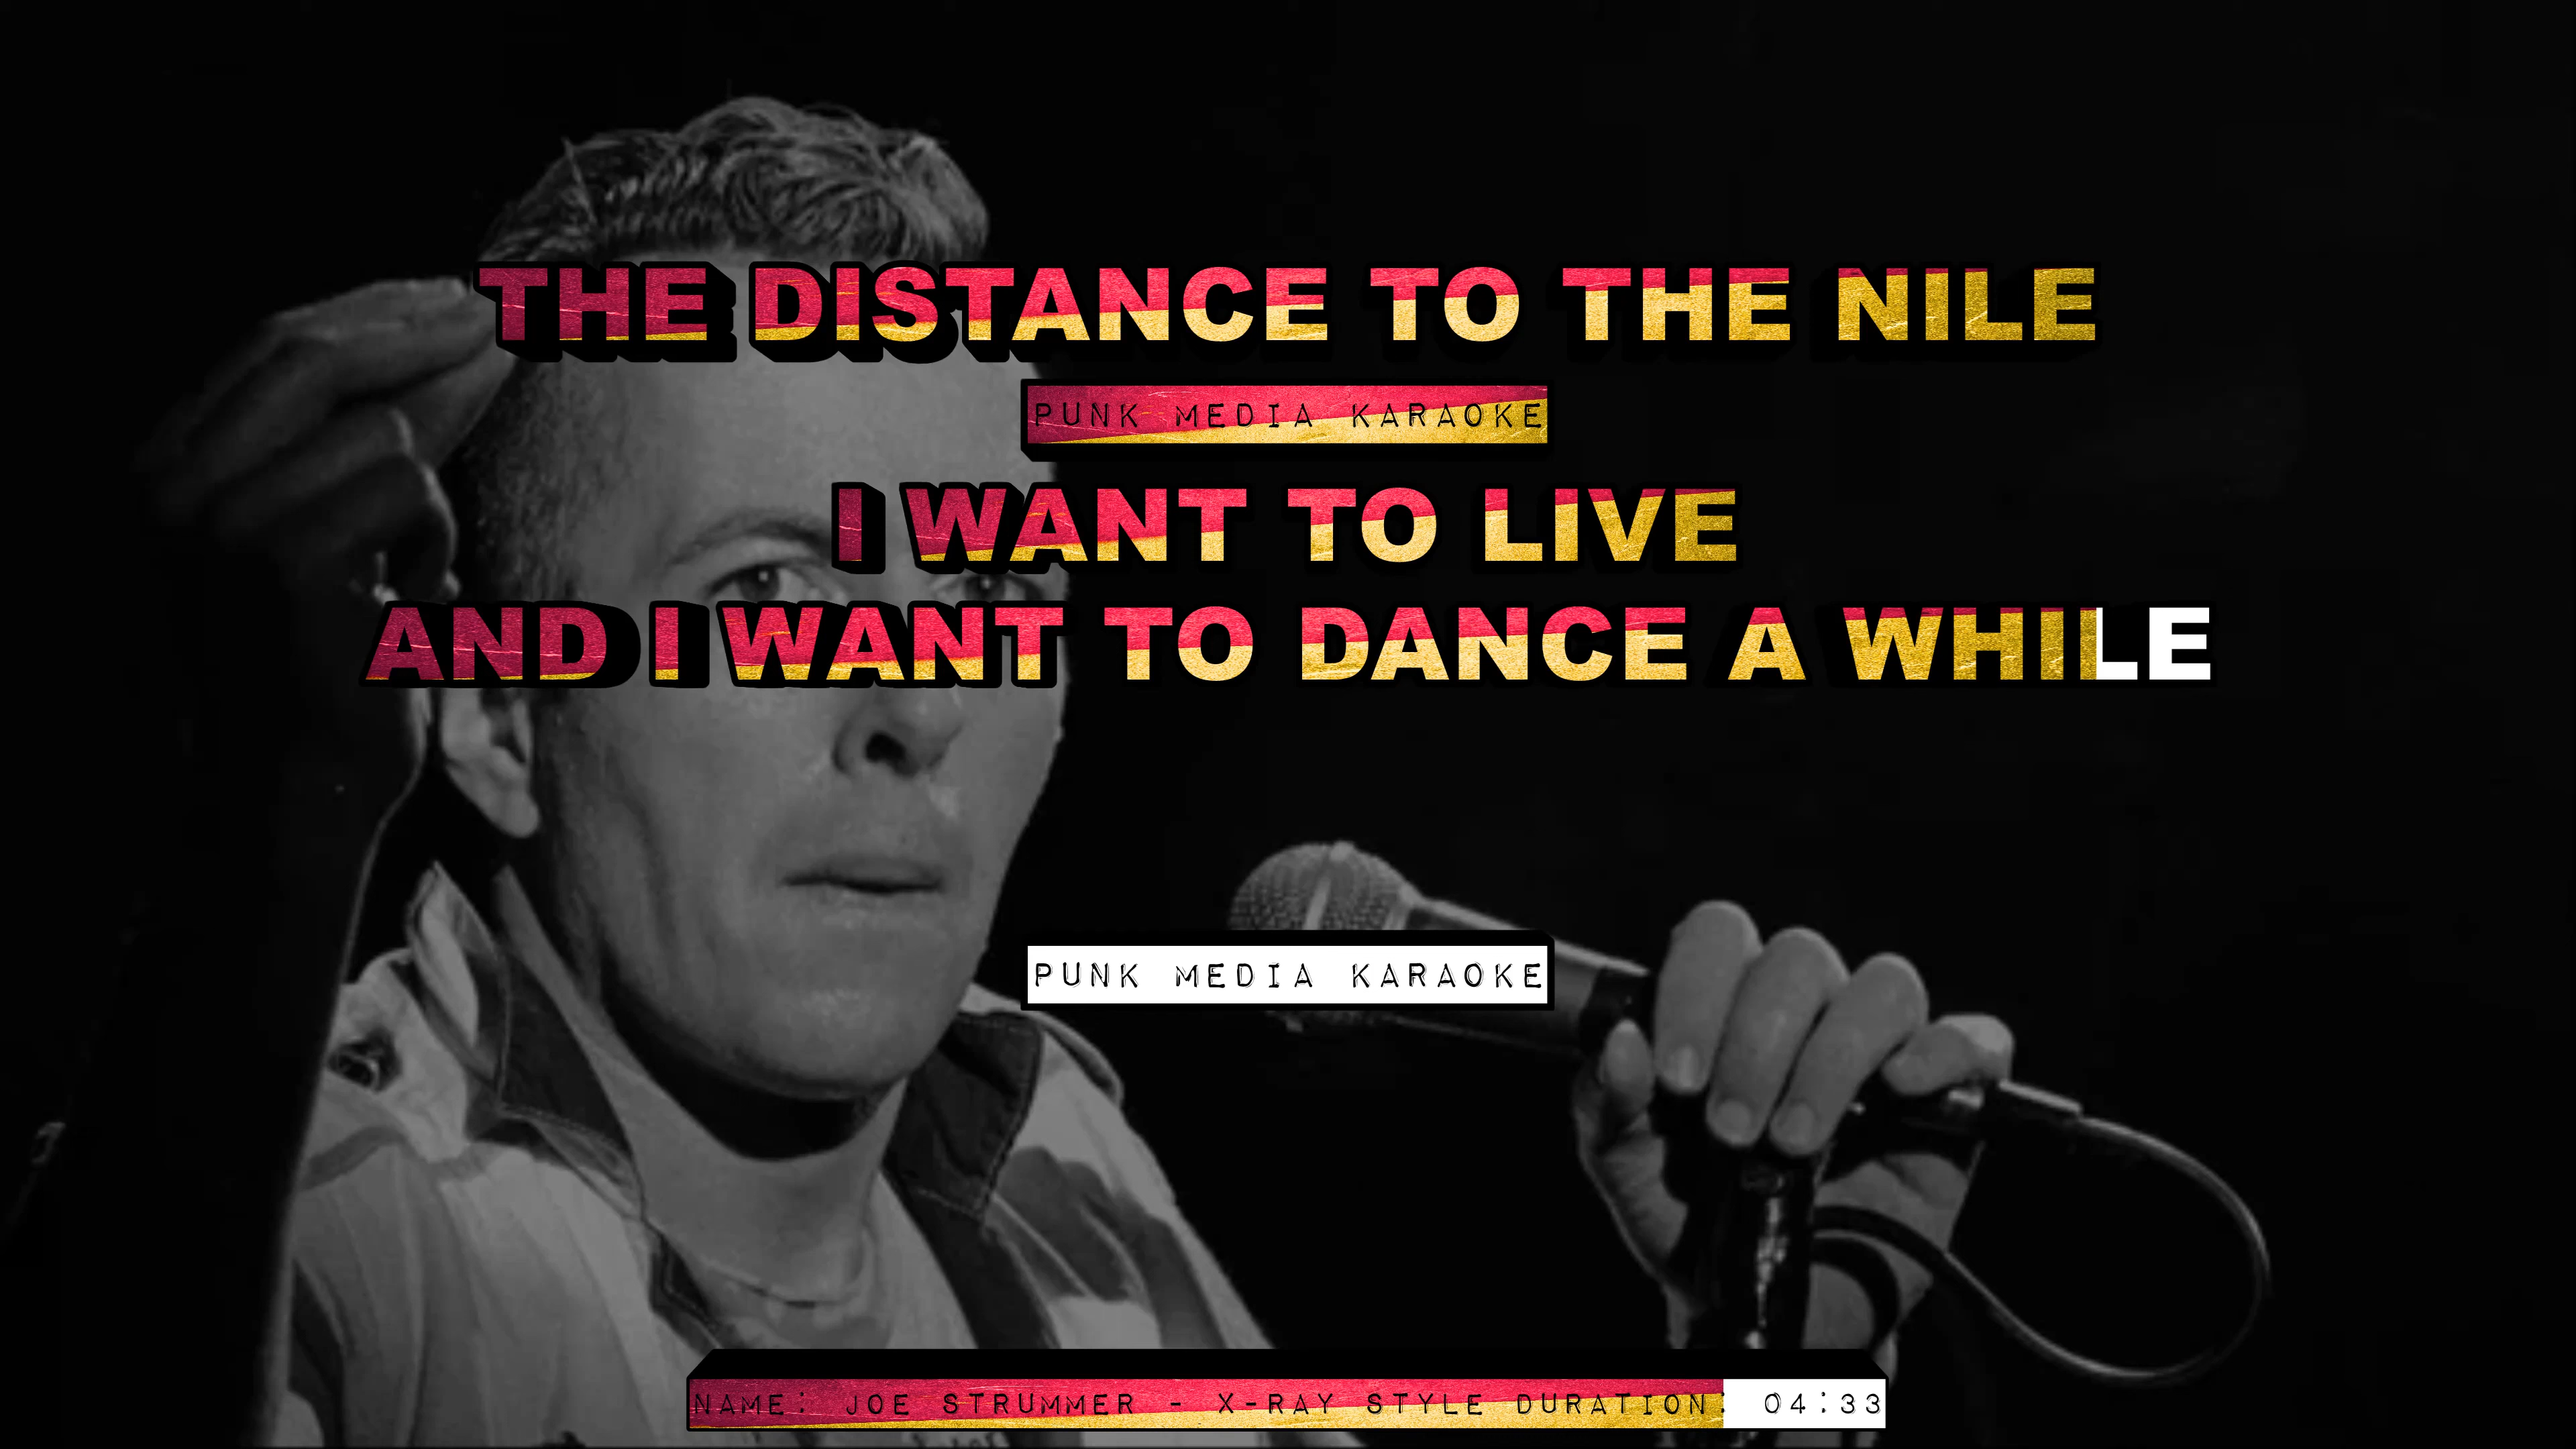 THE DISTANCE TO THE NILE
PUNK MEDIA KARAOKE
I WANT TO LIVE
AND I WANT TO DANCE A WHILE
PUNK MEDIA KARAOKE
NAME: JOE STRUMMER - X-RAY STYLE DURATION: 04:33